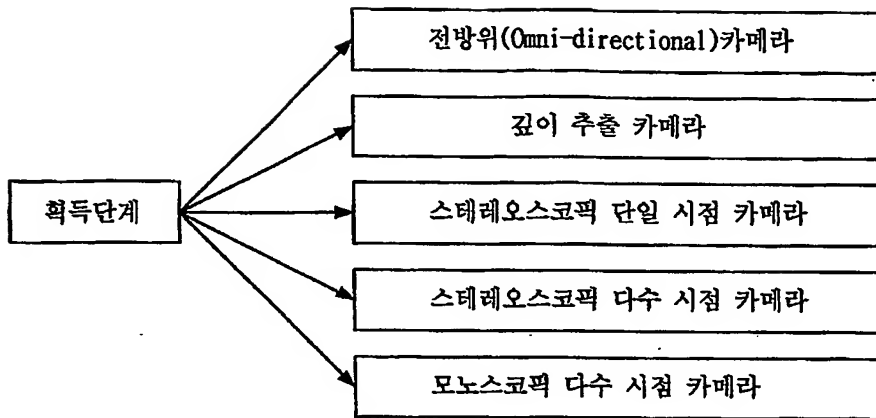 전방위(Omni-directional)카메라
깊이 추출 카메라
획득단계
스테레오스코픽 단일 시점 카메라
스테레오스코픽 다수 시점 카메라
모노스코픽 다수 시점 카메라